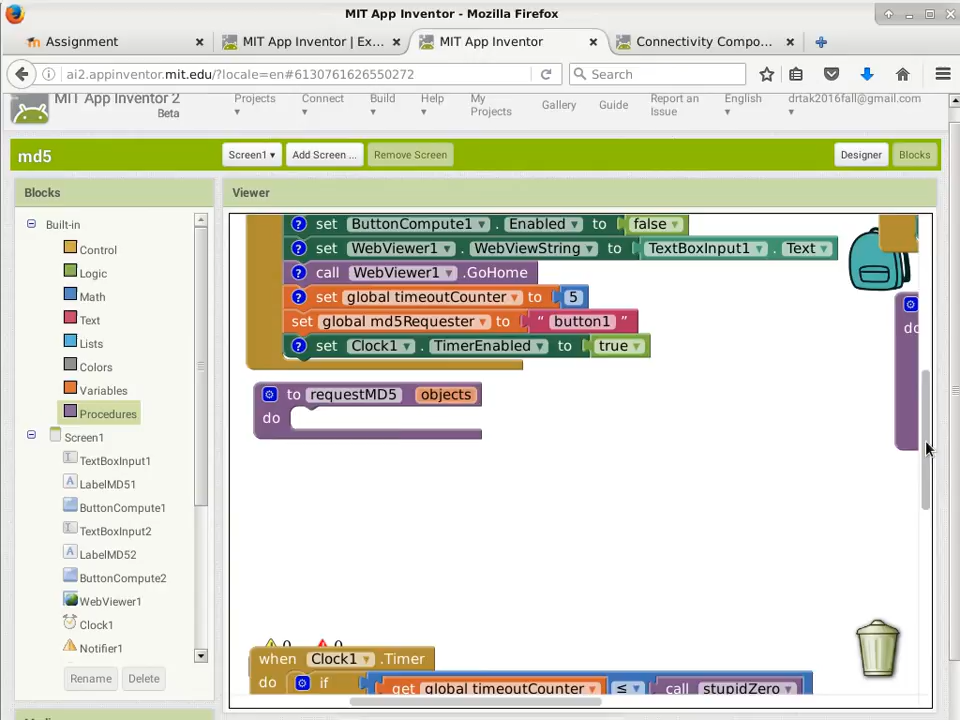 MIT App Inventor - Mozilla Firefox
Assignment
MIT App Inventor | Ex...
MIT App Inventor
Connectivity Compo...
ai2.appinventor.mit.edu/?locale=en#6130761626550272
Search
MIT App Inventor 2
Beta
Projects
Connect
Build
Help
My
Projects
Gallery
Guide
Report an
Issue
English
drtak2016fall@gmail.com
md5
Screen1
Add Screen ...
Remove Screen
Designer
Blocks
Blocks
Viewer
Built-in
Control
Logic
Math
Text
Lists
Colors
Variables
Procedures
Screen1
TextBoxInput1
LabelMD51
ButtonCompute1
TextBoxInput2
LabelMD52
ButtonCompute2
WebViewer1
Clock1
Notifier1
Rename
Delete
? set ButtonCompute1 . Enabled to false
? set WebViewer1 . WebViewString to TextBoxInput1 . Text
? call WebViewer1 .GoHome
? set global timeoutCounter to 5
set global md5Requester to “ button1 ”
? set Clock1 . TimerEnabled to true
to requestMD5 objects
do
do
when Clock1 .Timer
do if get global timeoutCounter ≤ call stupidZero